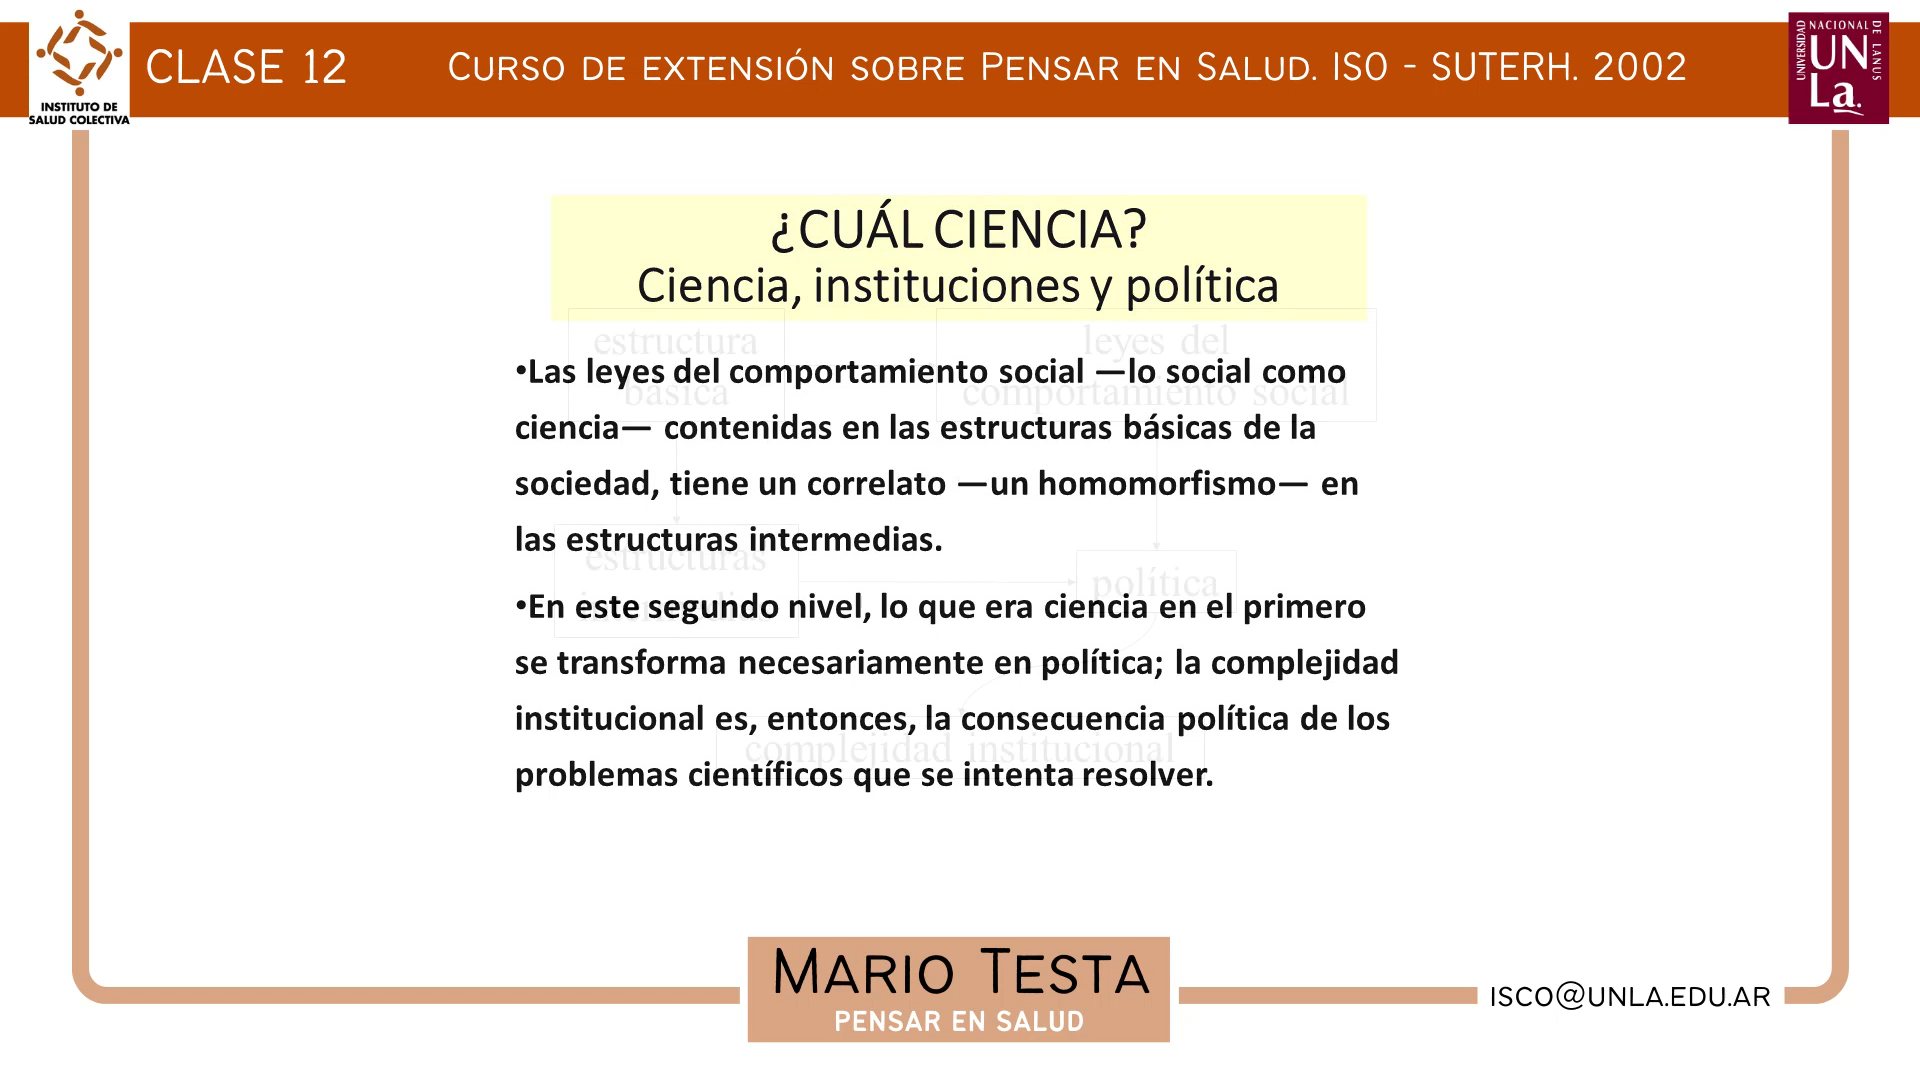 INSTITUTO DE
SALUD COLECTIVA
CLASE 12
CURSO DE EXTENSIÓN SOBRE PENSAR EN SALUD. ISO - SUTERH. 2002
UNIVERSIDAD NACIONAL DE LANUS
UN
La.
¿CUÁL CIENCIA?
Ciencia, instituciones y política
estructura
básica
leyes del
comportamiento social
•Las leyes del comportamiento social —lo social como
ciencia— contenidas en las estructuras básicas de la
sociedad, tiene un correlato —un homomorfismo— en
las estructuras intermedias.
estructuras
intermedias
política
•En este segundo nivel, lo que era ciencia en el primero
se transforma necesariamente en política; la complejidad
institucional es, entonces, la consecuencia política de los
problemas científicos que se intenta resolver.
complejidad institucional
MARIO TESTA
PENSAR EN SALUD
ISCO@UNLA.EDU.AR